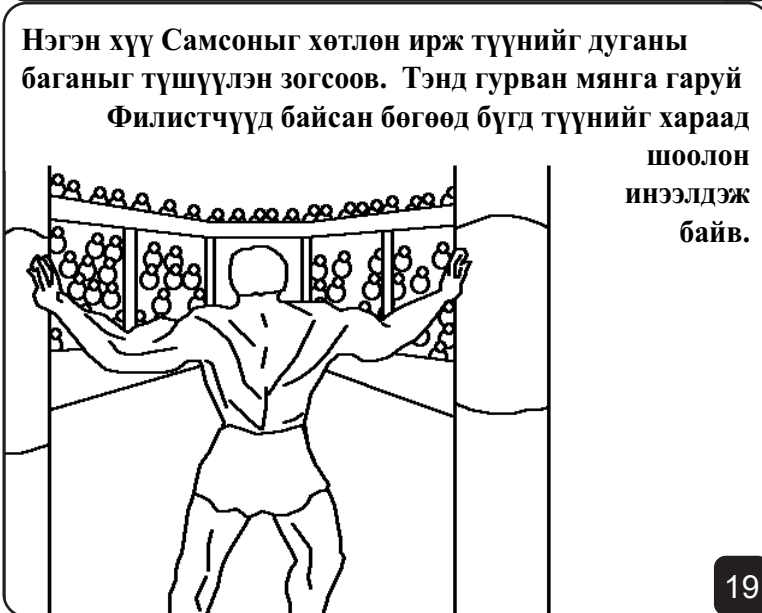 Нэгэн хүү Самсоныг хөтлөн ирж түүнийг дуганы
баганыг түшүүлэн зогсоов. Тэнд гурван мянга гаруй
Филистчүүд байсан бөгөөд бүгд түүнийг хараад
шоолон
инээлдэж
байв.
19